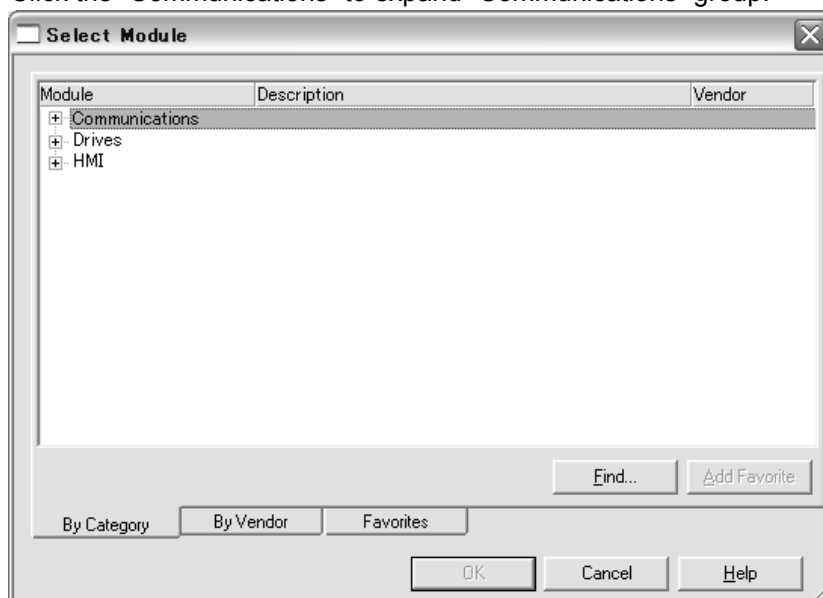 Click the "Communications" to expand "Communications" group.
Select Module
Module Description Vendor
Communications
Drives
HMI
Find... Add Favorite
By Category By Vendor Favorites
OK Cancel Help